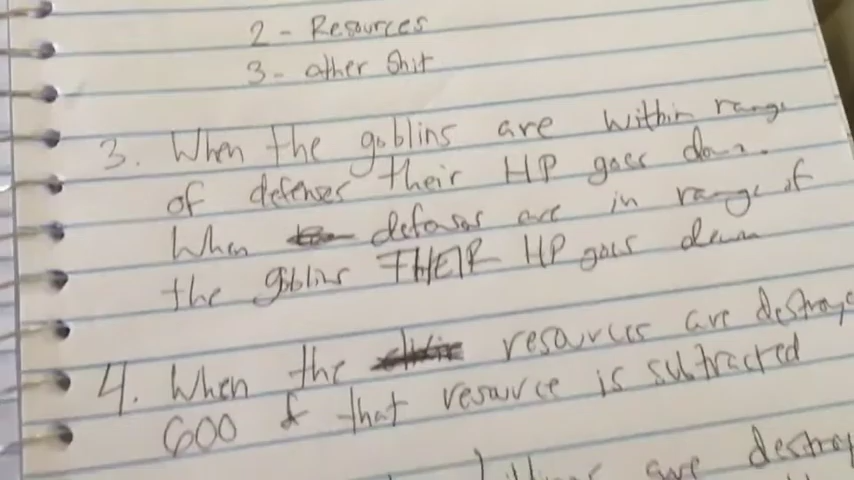 2 - Resources
3 - other shit
3. When the goblins are within range
of defenses their HP goes down.
When defenses are in range of
the goblins THEIR HP goes down
4. When the resources are destroye
600 of that resource is subtracted
are destroy